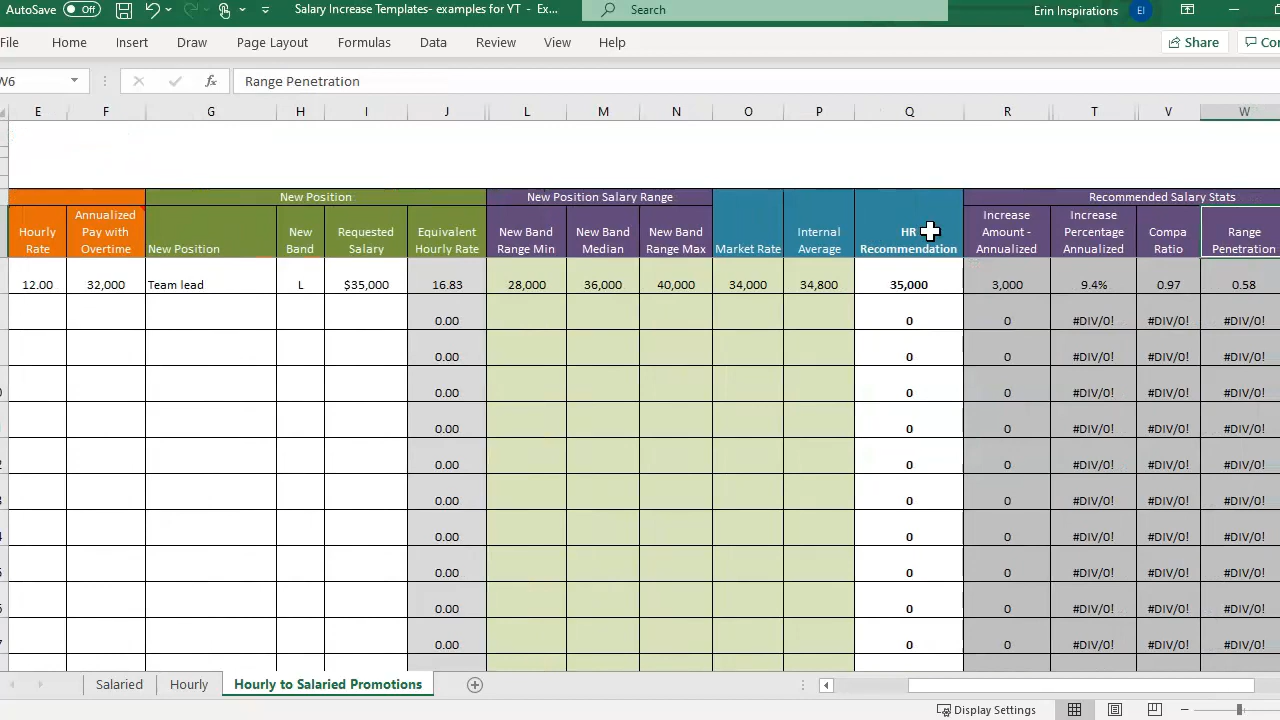 AutoSave Off Salary Increase Templates- examples for YT - Ex... Search Erin Inspirations EI
File Home Insert Draw Page Layout Formulas Data Review View Help Share Co
W6 fx Range Penetration
E F G H I J L M N O P Q R T V W
New Position New Position Salary Range Recommended Salary Stats
Hourly Rate Annualized Pay with Overtime New Position New Band Requested Salary Equivalent Hourly Rate New Band Range Min New Band Median New Band Range Max Market Rate Internal Average HR Recommendation Increase Amount - Annualized Increase Percentage Annualized Compa Ratio Range Penetration
12.00 32,000 Team lead L $35,000 16.83 28,000 36,000 40,000 34,000 34,800 35,000 3,000 9.4% 0.97 0.58
0.00 0 0 #DIV/0! #DIV/0! #DIV/0!
0.00 0 0 #DIV/0! #DIV/0! #DIV/0!
0 0.00 0 0 #DIV/0! #DIV/0! #DIV/0!
1 0.00 0 0 #DIV/0! #DIV/0! #DIV/0!
2 0.00 0 0 #DIV/0! #DIV/0! #DIV/0!
3 0.00 0 0 #DIV/0! #DIV/0! #DIV/0!
4 0.00 0 0 #DIV/0! #DIV/0! #DIV/0!
5 0.00 0 0 #DIV/0! #DIV/0! #DIV/0!
6 0.00 0 0 #DIV/0! #DIV/0! #DIV/0!
7 0.00 0 0 #DIV/0! #DIV/0! #DIV/0!
Salaried Hourly Hourly to Salaried Promotions
Display Settings